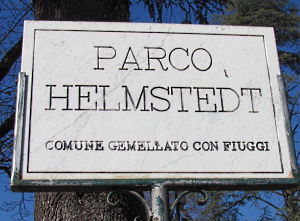 PARCO
HELMSTEDT
COMUNE GEMELLATO CON FIUGGI